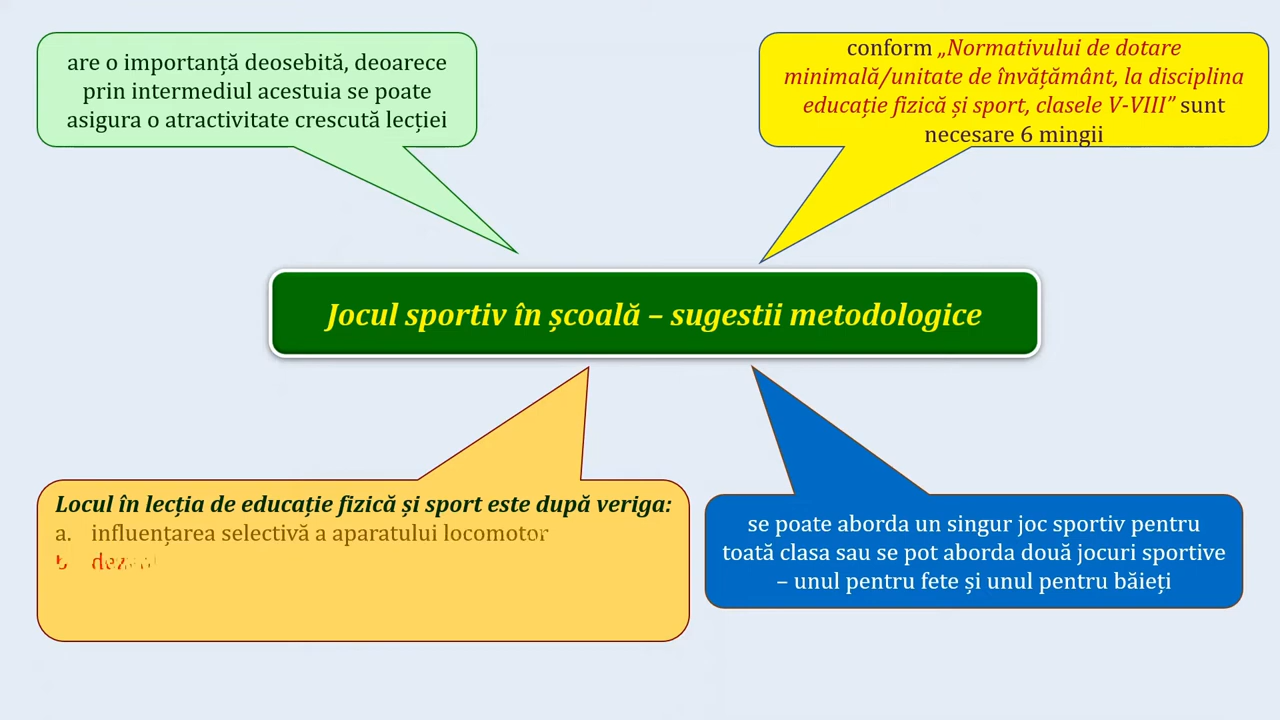 are o importanță deosebită, deoarece
prin intermediul acestuia se poate
asigura o atractivitate crescută lecției
conform „Normativului de dotare
minimală/unitate de învățământ, la disciplina
educație fizică și sport, clasele V-VIII” sunt
necesare 6 mingii
Jocul sportiv în școală – sugestii metodologice
Locul în lecția de educație fizică și sport este după veriga:
a. influențarea selectivă a aparatului locomotor
se poate aborda un singur joc sportiv pentru
toată clasa sau se pot aborda două jocuri sportive
– unul pentru fete și unul pentru băieți